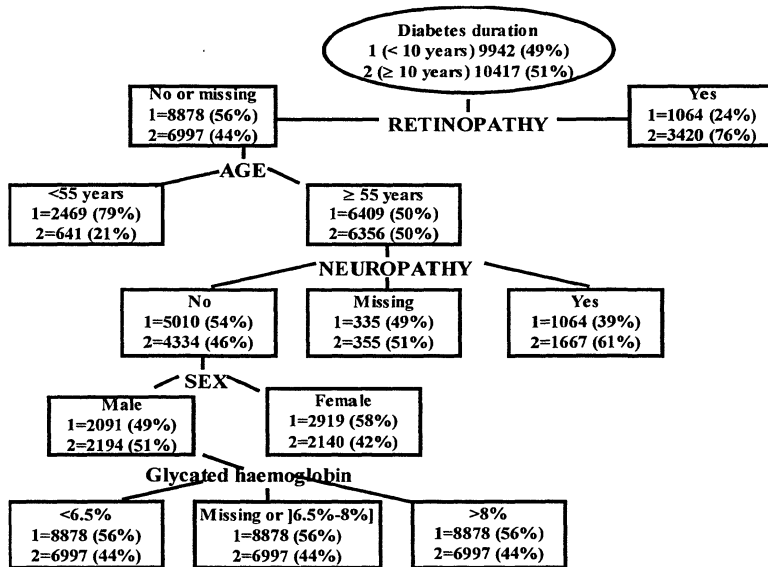 Diabetes duration
1 (< 10 years) 9942 (49%)
2 (≥ 10 years) 10417 (51%)
No or missing
1=8878 (56%)
2=6997 (44%)
RETINOPATHY
Yes
1=1064 (24%)
2=3420 (76%)
AGE
<55 years
1=2469 (79%)
2=641 (21%)
≥ 55 years
1=6409 (50%)
2=6356 (50%)
NEUROPATHY
No
1=5010 (54%)
2=4334 (46%)
Missing
1=335 (49%)
2=355 (51%)
Yes
1=1064 (39%)
2=1667 (61%)
SEX
Male
1=2091 (49%)
2=2194 (51%)
Female
1=2919 (58%)
2=2140 (42%)
Glycated haemoglobin
<6.5%
1=8878 (56%)
2=6997 (44%)
Missing or ]6.5%-8%]
1=8878 (56%)
2=6997 (44%)
>8%
1=8878 (56%)
2=6997 (44%)